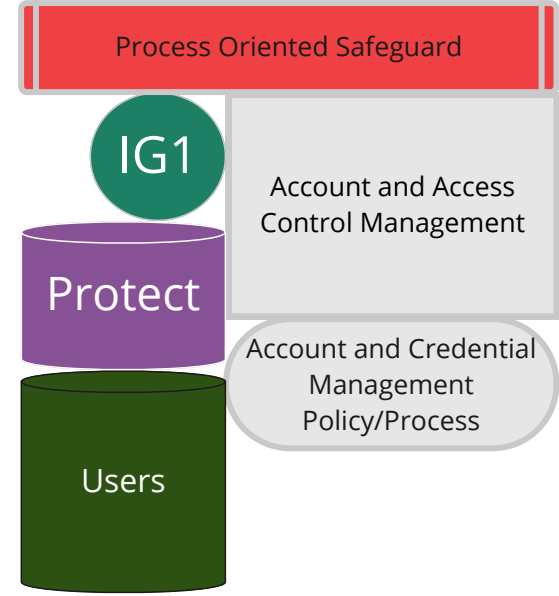 Process Oriented Safeguard
IG1
Account and Access
Control Management
Protect
Account and Credential
Management
Policy/Process
Users